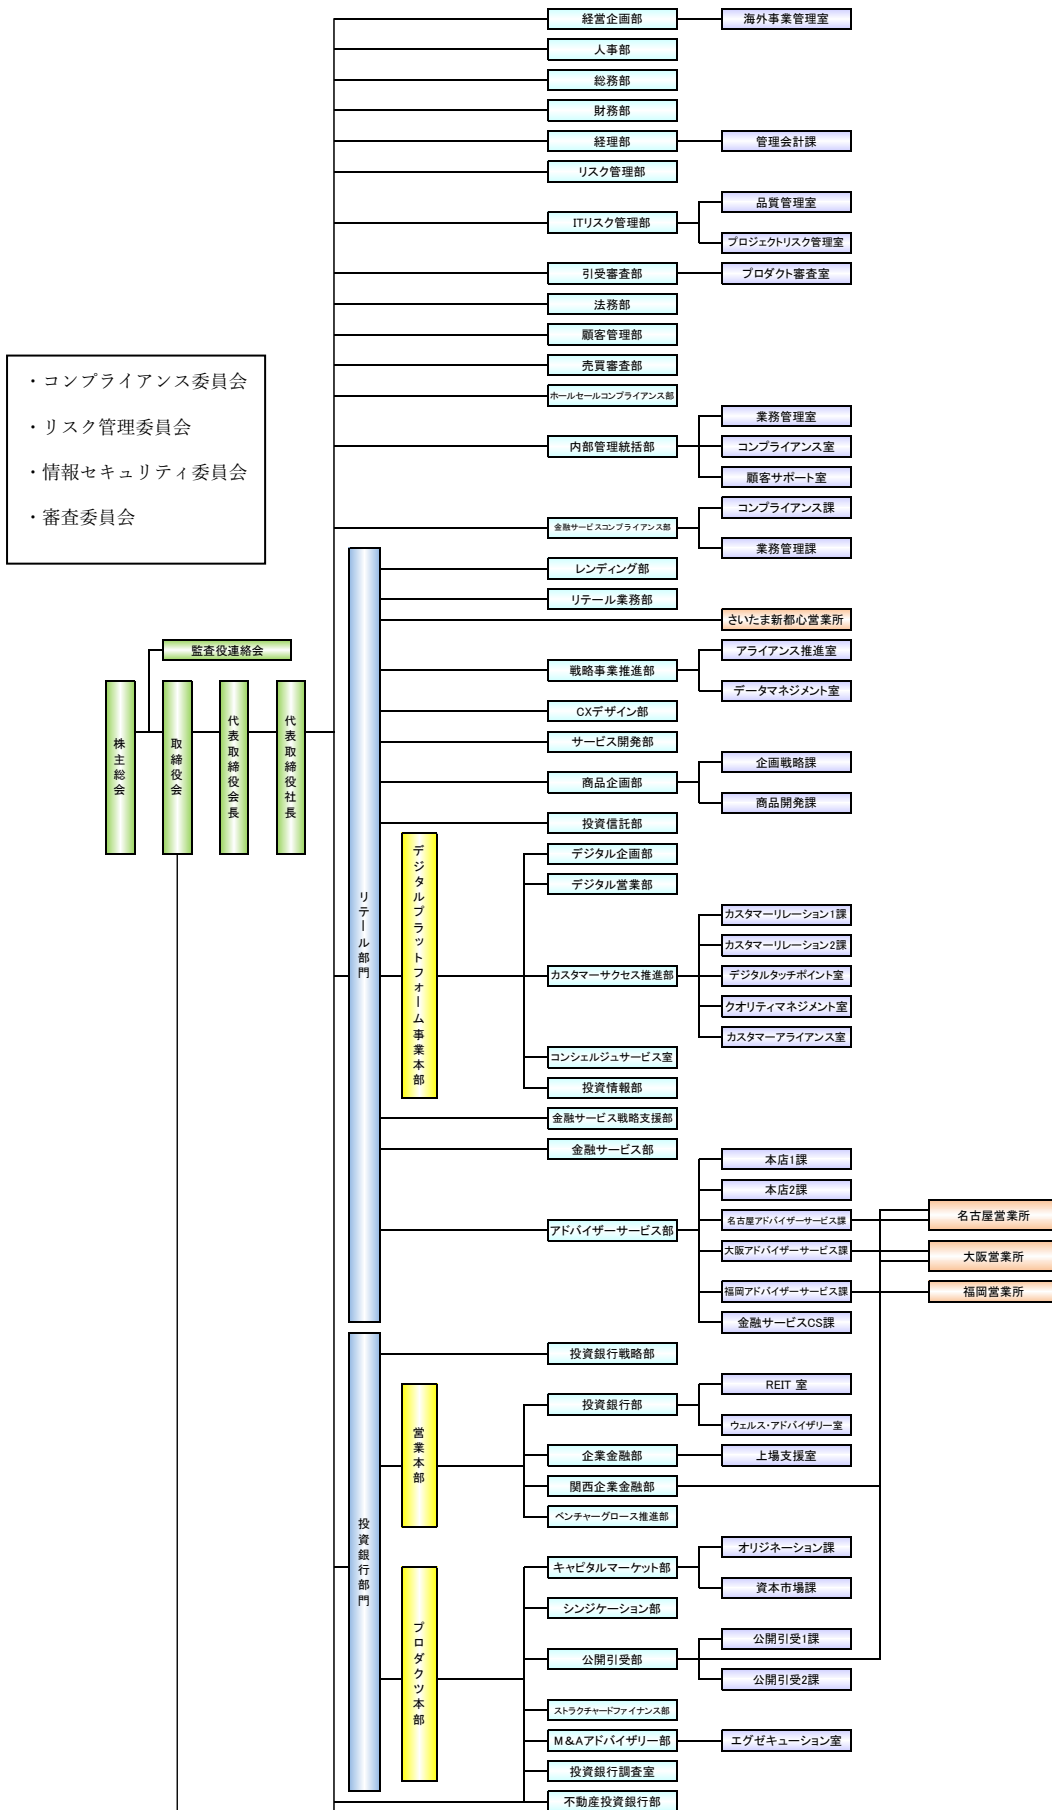 経営企画部
海外事業管理室
人事部
総務部
財務部
経理部
管理会計課
リスク管理部
ITリスク管理部
品質管理室
プロジェクトリスク管理室
引受審査部
プロダクト審査室
法務部
顧客管理部
売買審査部
ホールセールコンプライアンス部
内部管理統括部
業務管理室
コンプライアンス室
顧客サポート室
金融サービスコンプライアンス部
コンプライアンス課
業務管理課
・コンプライアンス委員会
・リスク管理委員会
・情報セキュリティ委員会
・審査委員会
監査役連絡会
株主総会
取締役会
代表取締役会長
代表取締役社長
リテール部門
レンディング部
リテール業務部
さいたま新都心営業所
戦略事業推進部
アライアンス推進室
データマネジメント室
CXデザイン部
サービス開発部
商品企画部
企画戦略課
商品開発課
投資信託部
デジタルプラットフォーム事業本部
デジタル企画部
デジタル営業部
カスタマーサクセス推進部
カスタマーリレーション1課
カスタマーリレーション2課
デジタルタッチポイント室
クオリティマネジメント室
カスタマーアライアンス室
コンシェルジュサービス室
投資情報部
金融サービス戦略支援部
金融サービス部
アドバイザーサービス部
本店1課
本店2課
名古屋アドバイザーサービス課
大阪アドバイザーサービス課
福岡アドバイザーサービス課
金融サービスCS課
名古屋営業所
大阪営業所
福岡営業所
投資銀行部門
投資銀行戦略部
営業本部
投資銀行部
REIT 室
ウェルス・アドバイザリー室
企業金融部
上場支援室
関西企業金融部
ベンチャーグロース推進部
プロダクツ本部
キャピタルマーケット部
オリジネーション課
資本市場課
シンジケーション部
公開引受部
公開引受1課
公開引受2課
ストラクチャードファイナンス部
M&Aアドバイザリー部
エグゼキューション室
投資銀行調査室
不動産投資銀行部